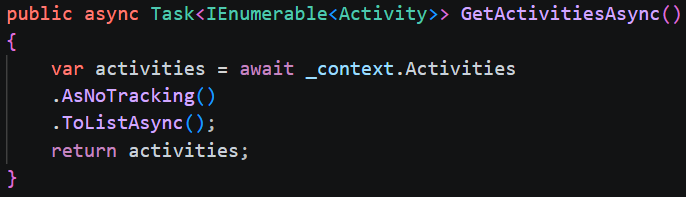 public async Task<IEnumerable<Activity>> GetActivitiesAsync()
{
    var activities = await _context.Activities
    .AsNoTracking()
    .ToListAsync();
    return activities;
}